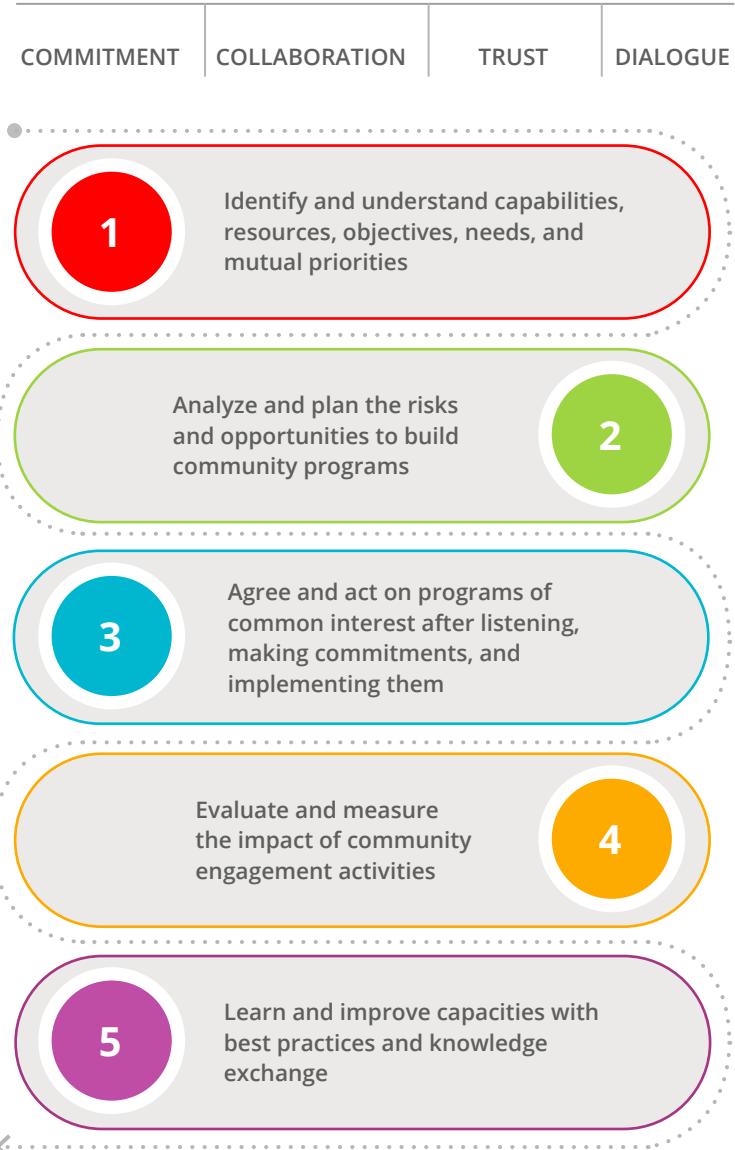 COMMITMENT COLLABORATION TRUST DIALOGUE
1
Identify and understand capabilities,
resources, objectives, needs, and
mutual priorities
Analyze and plan the risks
and opportunities to build
community programs
2
3
Agree and act on programs of
common interest after listening,
making commitments, and
implementing them
Evaluate and measure
the impact of community
engagement activities
4
5
Learn and improve capacities with
best practices and knowledge
exchange